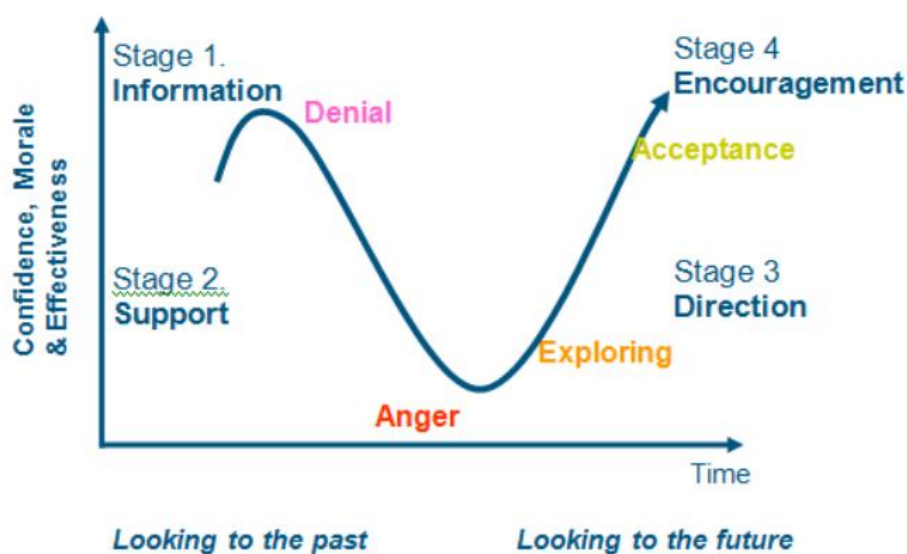 Stage 1.
Information
Denial
Stage 4
Encouragement
Acceptance
Confidence, Morale
& Effectiveness
Stage 2.
Support
Stage 3
Direction
Exploring
Anger
Time
Looking to the past
Looking to the future